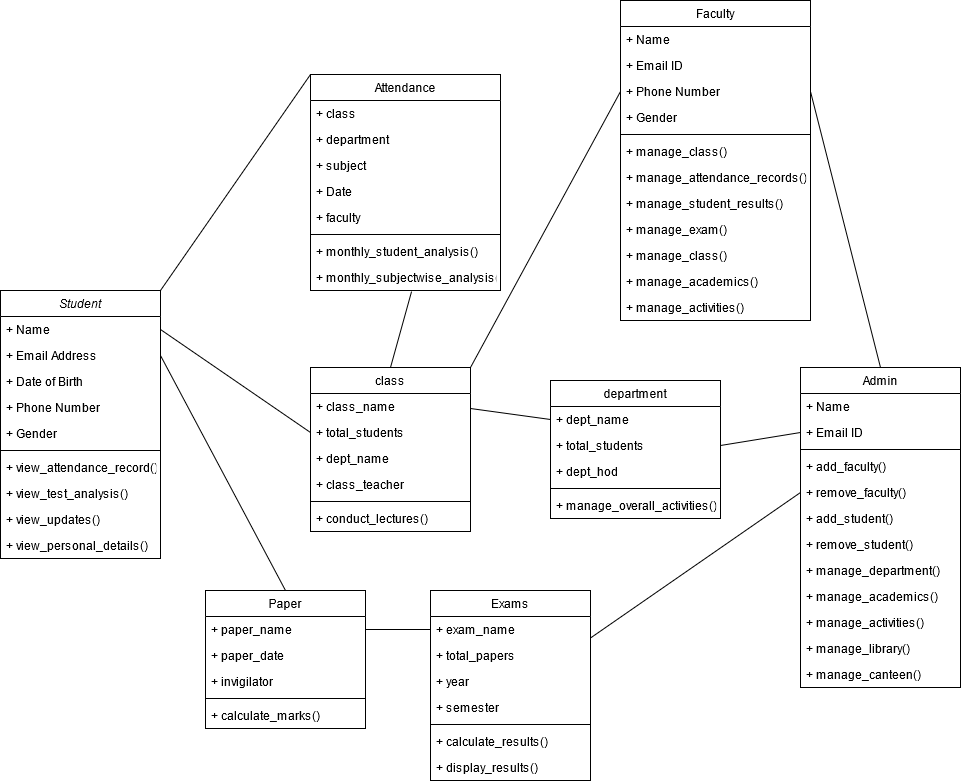 Faculty
+ Name
+ Email ID
+ Phone Number
+ Gender
+ manage_class()
+ manage_attendance_records()
+ manage_student_results()
+ manage_exam()
+ manage_class()
+ manage_academics()
+ manage_activities()
Attendance
+ class
+ department
+ subject
+ Date
+ faculty
+ monthly_student_analysis()
+ monthly_subjectwise_analysis(
Student
+ Name
+ Email Address
+ Date of Birth
+ Phone Number
+ Gender
+ view_attendance_record()
+ view_test_analysis()
+ view_updates()
+ view_personal_details()
class
+ class_name
+ total_students
+ dept_name
+ class_teacher
+ conduct_lectures()
department
+ dept_name
+ total_students
+ dept_hod
+ manage_overall_activities()
Admin
+ Name
+ Email ID
+ add_faculty()
+ remove_faculty()
+ add_student()
+ remove_student()
+ manage_department()
+ manage_academics()
+ manage_activities()
+ manage_library()
+ manage_canteen()
Paper
+ paper_name
+ paper_date
+ invigilator
+ calculate_marks()
Exams
+ exam_name
+ total_papers
+ year
+ semester
+ calculate_results()
+ display_results()